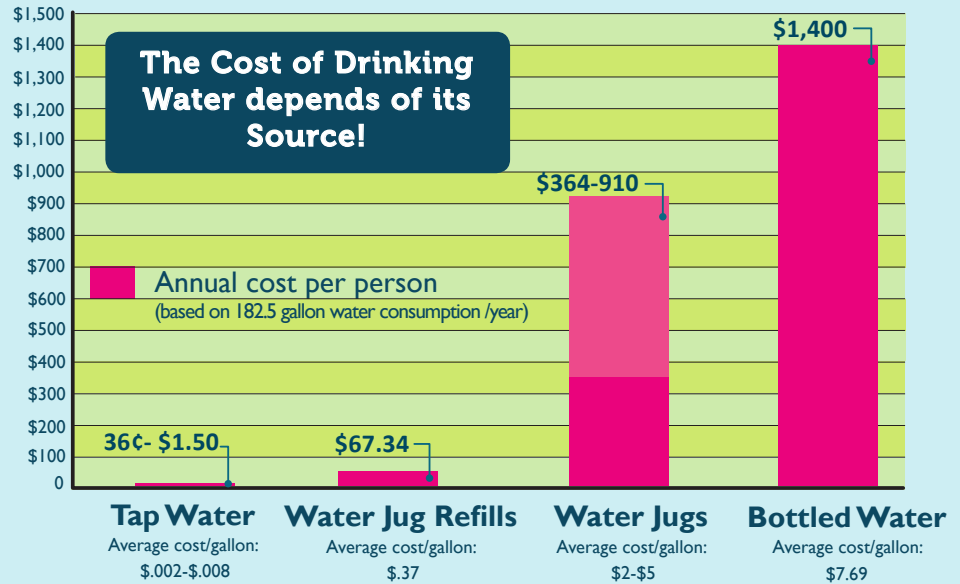 $1,500
$1,400
$1,300
$1,200
$1,100
$1,000
$900
$800
$700
$600
$500
$400
$300
$200
$100
0
The Cost of Drinking
Water depends of its
Source!
Annual cost per person
(based on 182.5 gallon water consumption /year)
36¢- $1.50
$67.34
$364-910
$1,400
Tap Water
Average cost/gallon:
$.002-$.008
Water Jug Refills
Average cost/gallon:
$.37
Water Jugs
Average cost/gallon:
$2-$5
Bottled Water
Average cost/gallon:
$7.69